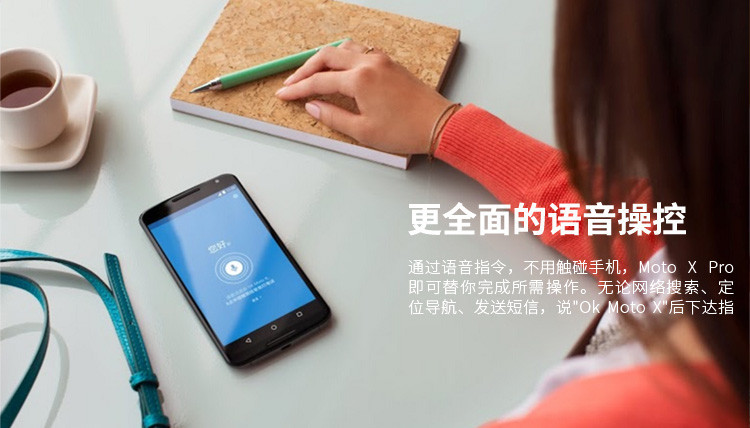 更全面的语音操控
通过语音指令，不用触碰手机，Moto X Pro
即可替你完成所需操作。无论网络搜索、定
位导航、发送短信，说"Ok Moto X"后下达指
您好。